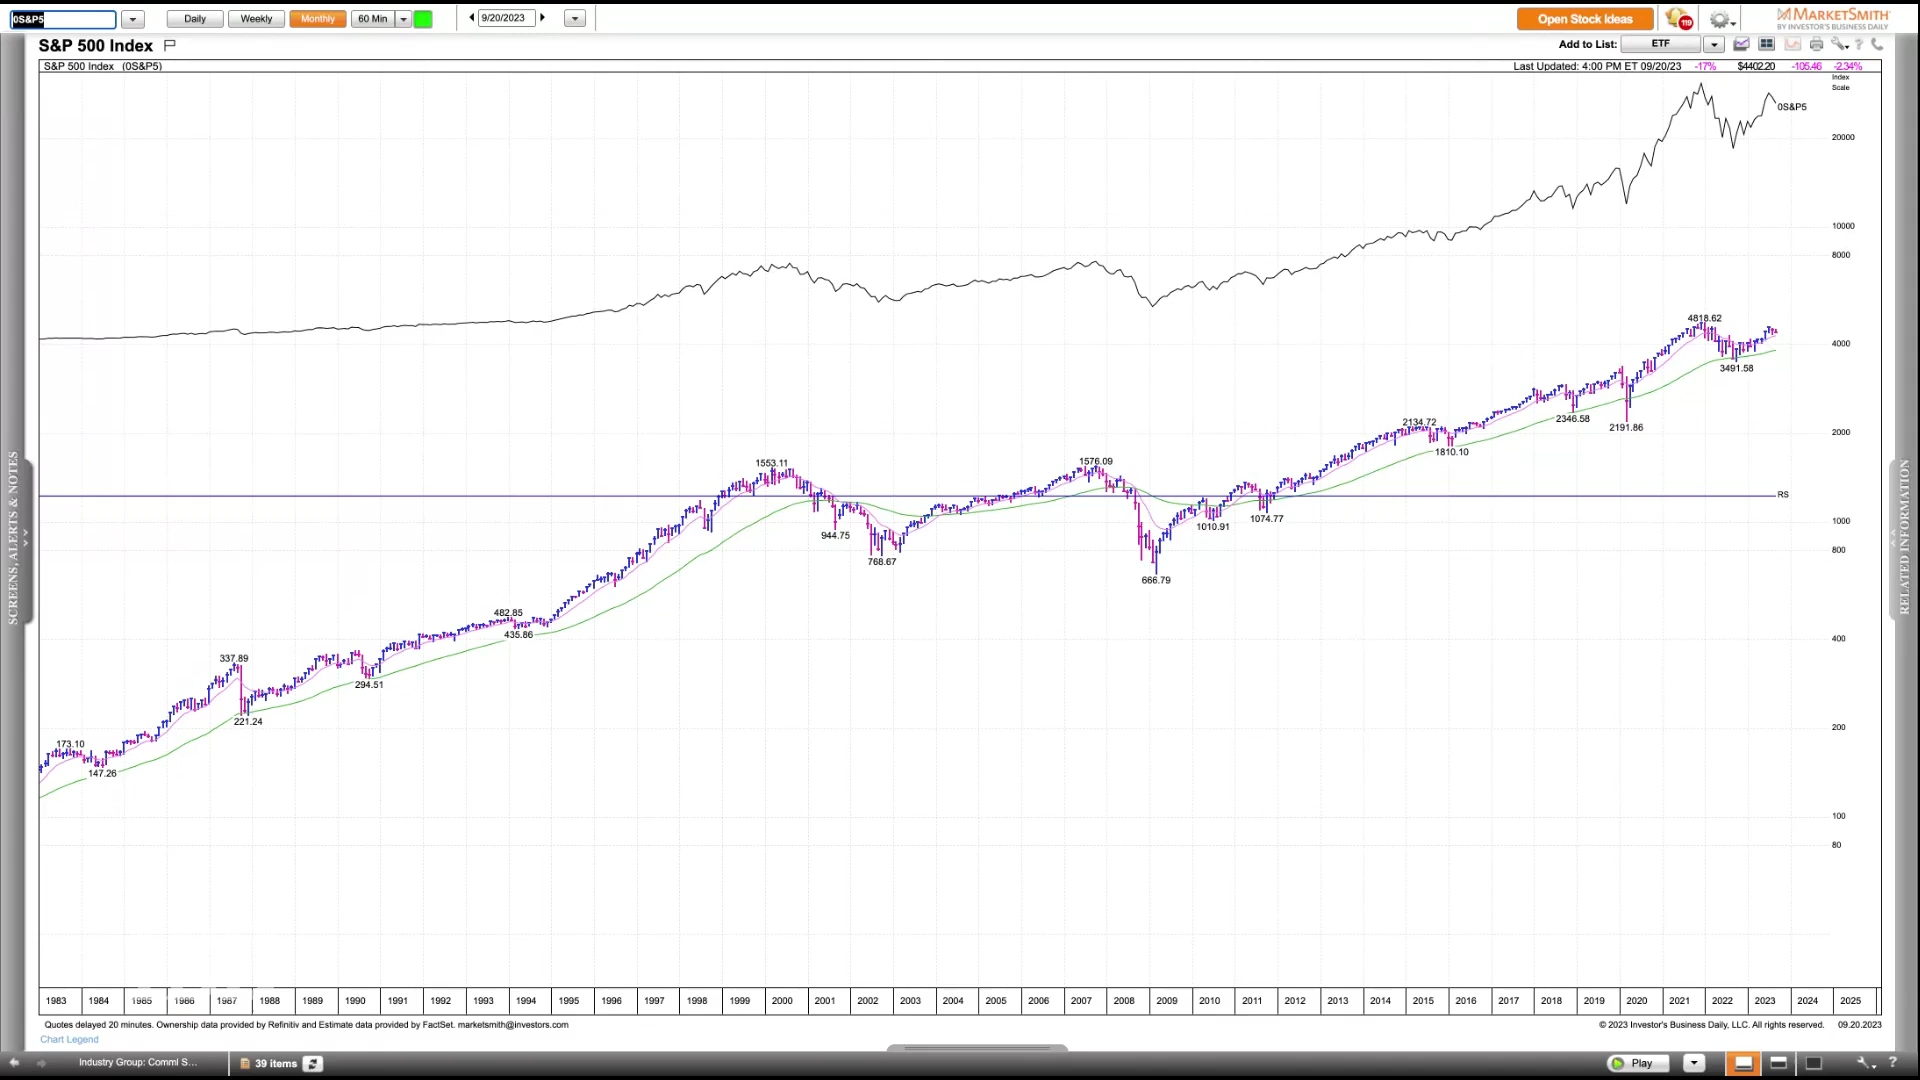 0S&P5
Daily
Weekly
Monthly
60 Min
9/20/2023
Open Stock Ideas
119
MARKETSMITH
BY INVESTOR'S BUSINESS DAILY
S&P 500 Index
Add to List:
ETF
?
S&P 500 Index (0S&P5)
Last Updated: 4:00 PM ET 09/20/23 -17% $4402.20 -105.46 -2.34%
Index
Scale
0S&P5
20000
10000
8000
4818.62
4000
3491.58
2346.58
2134.72
2191.86
2000
1810.10
1553.11
1576.09
RS
1074.77
1010.91
1000
944.75
768.67
800
666.79
482.85
435.86
400
337.89
294.51
221.24
200
173.10
147.26
100
80
SCREENS, ALERTS & NOTES
RELATED INFORMATION
1983 1984 1985 1986 1987 1988 1989 1990 1991 1992 1993 1994 1995 1996 1997 1998 1999 2000 2001 2002 2003 2004 2005 2006 2007 2008 2009 2010 2011 2012 2013 2014 2015 2016 2017 2018 2019 2020 2021 2022 2023 2024 2025
Quotes delayed 20 minutes. Ownership data provided by Refinitiv and Estimate data provided by FactSet. marketsmith@investors.com
© 2023 Investor's Business Daily, LLC. All rights reserved. 09.20.2023
Chart Legend
Industry Group: Comml S...
39 items
Play
?